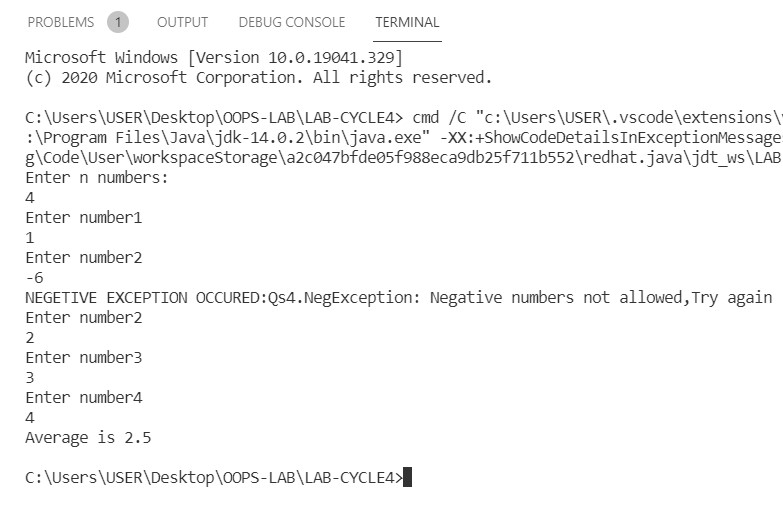 PROBLEMS 1 OUTPUT DEBUG CONSOLE TERMINAL
Microsoft Windows [Version 10.0.19041.329]
(c) 2020 Microsoft Corporation. All rights reserved.
C:\Users\USER\Desktop\OOPS-LAB\LAB-CYCLE4> cmd /C "c:\Users\USER\.vscode\extensions\
:\Program Files\Java\jdk-14.0.2\bin\java.exe" -XX:+ShowCodeDetailsInExceptionMessage
g\Code\User\workspaceStorage\a2c047bfde05f988eca9db25f711b552\redhat.java\jdt_ws\LAB
Enter n numbers:
4
Enter number1
1
Enter number2
-6
NEGETIVE EXCEPTION OCCURED:Qs4.NegException: Negative numbers not allowed,Try again
Enter number2
2
Enter number3
3
Enter number4
4
Average is 2.5
C:\Users\USER\Desktop\OOPS-LAB\LAB-CYCLE4>